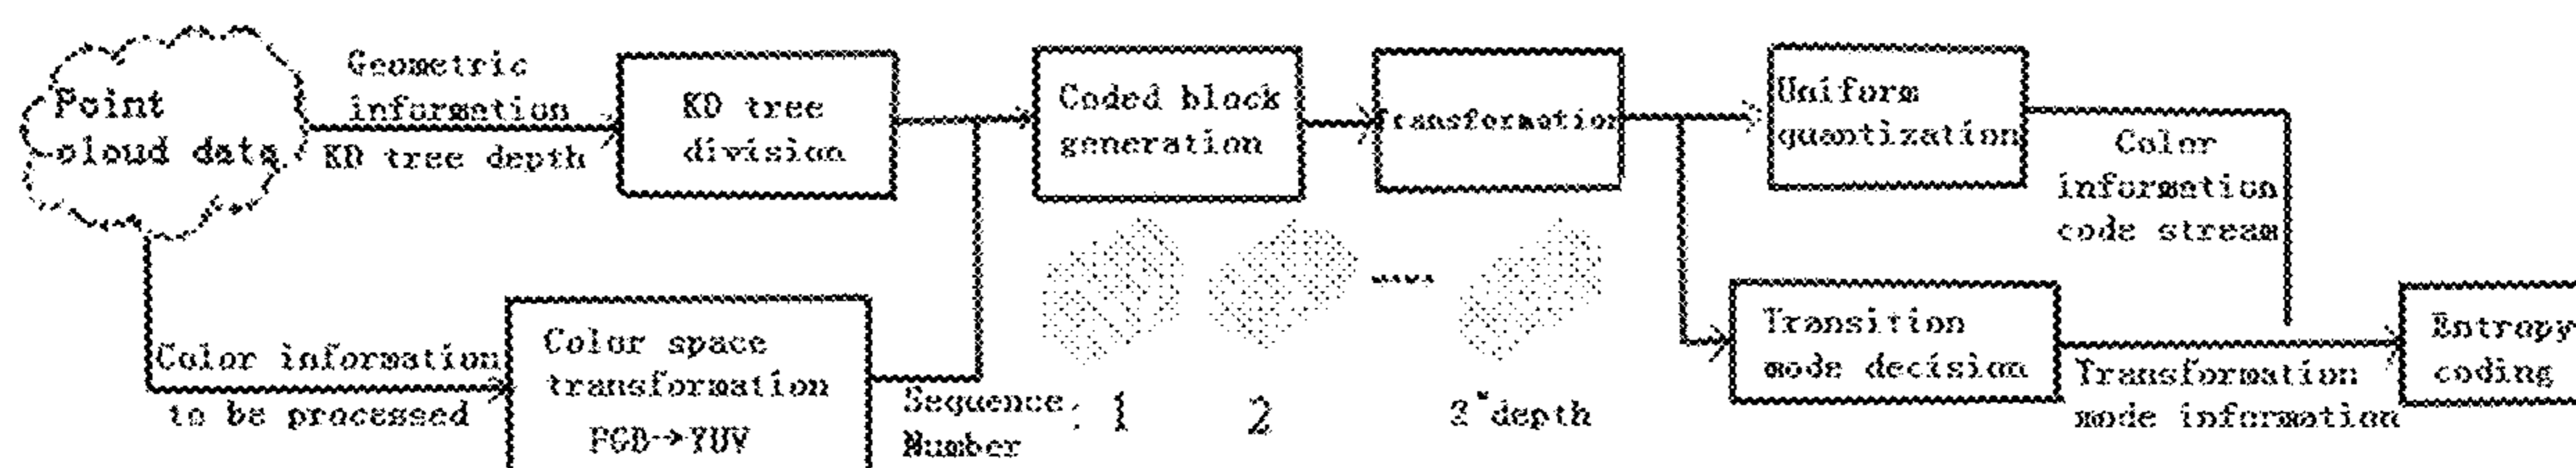 Point
cloud data
Geometric
information
KD tree depth
KD tree
division
Coded block
generation
Transformation
Uniform
quantization
Color
information
code stream
Color information
to be processed
Color space
transformation
RGB→YUV
Sequence
Number
: 1 2 ---- 2^depth
Transition
mode decision
Transformation
mode information
Entropy
coding